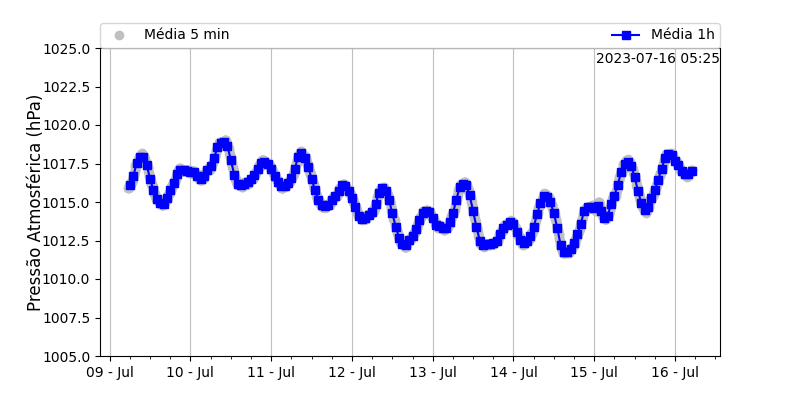 Média 5 min
Média 1h
2023-07-16 05:25
Pressão Atmosférica (hPa)
1025.0
1022.5
1020.0
1017.5
1015.0
1012.5
1010.0
1007.5
1005.0
09 - Jul
10 - Jul
11 - Jul
12 - Jul
13 - Jul
14 - Jul
15 - Jul
16 - Jul